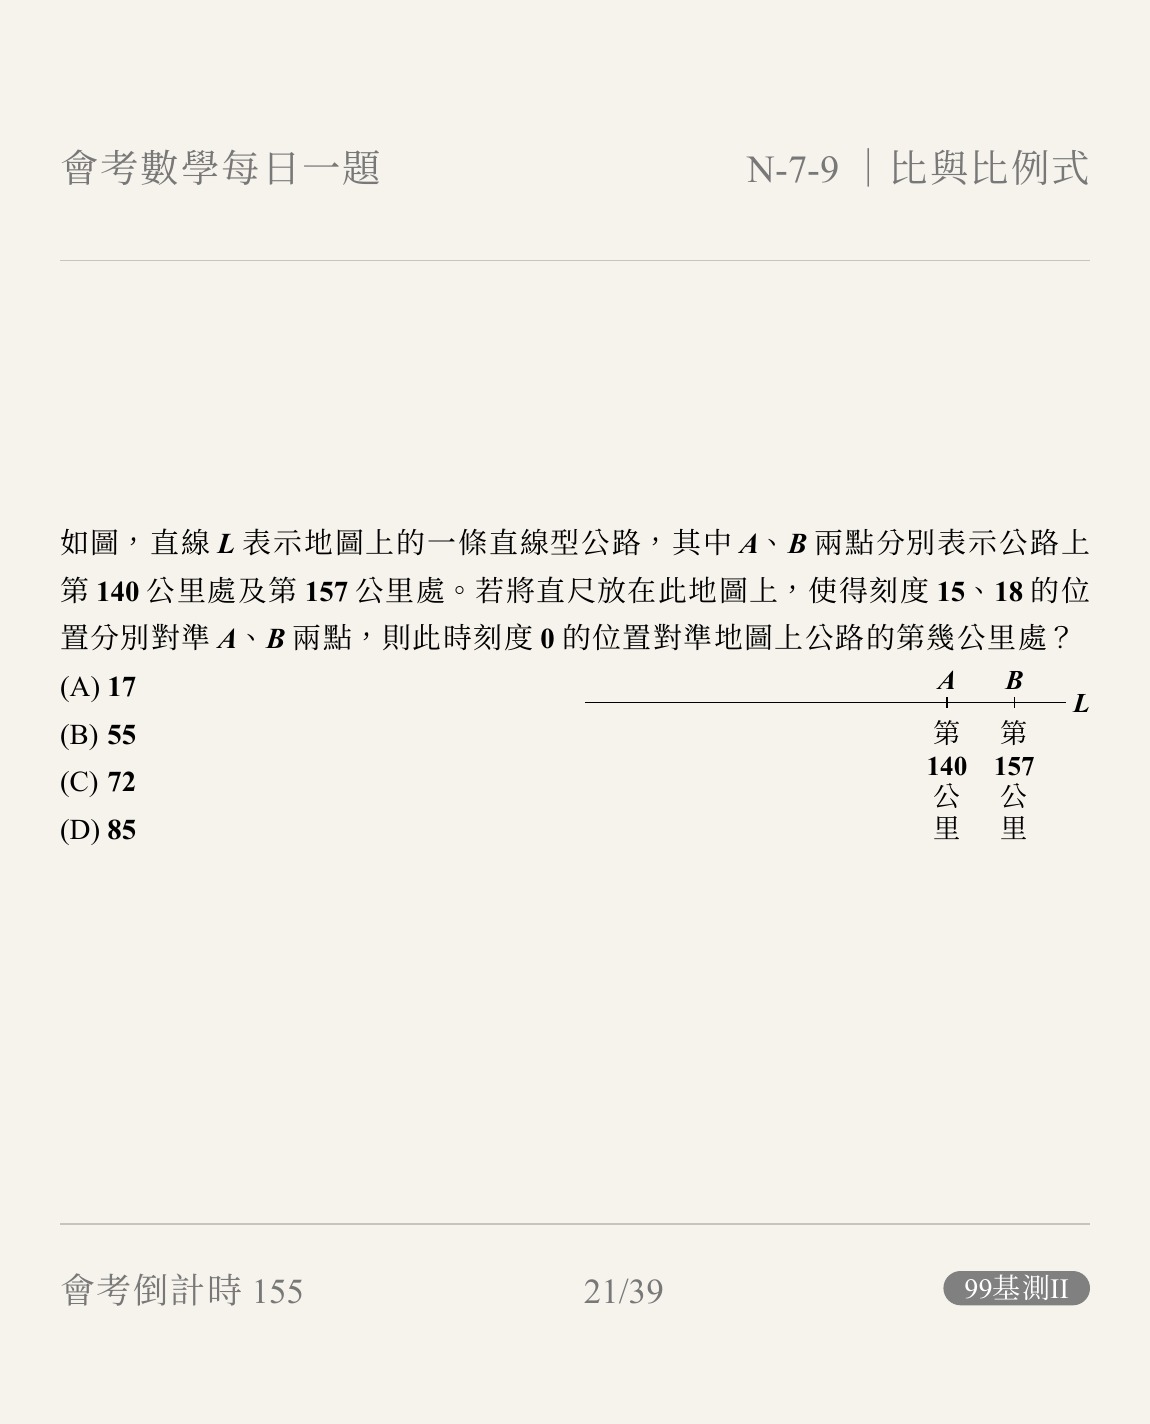 會考數學每日一題
N-7-9｜比與比例式
如圖，直線 L 表示地圖上的一條直線型公路，其中 A、B 兩點分別表示公路上
第 140 公里處及第 157 公里處。若將直尺放在此地圖上，使得刻度 15、18 的位
置分別對準 A、B 兩點，則此時刻度 0 的位置對準地圖上公路的第幾公里處？
(A) 17
(B) 55
(C) 72
(D) 85
A B
L
第 第
140 157
公 公
里 里
會考倒計時 155
21/39
99基測II